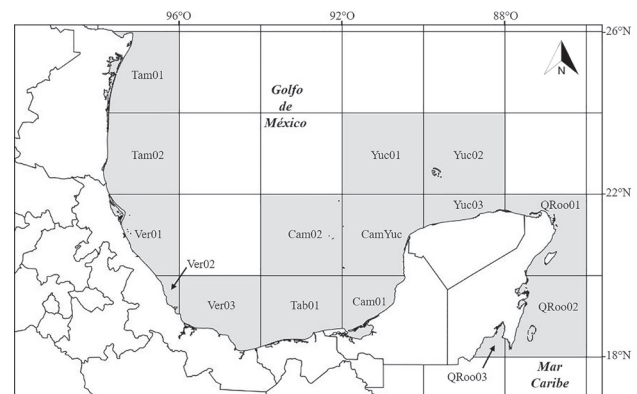 96°O
92°O
88°O
26°N
Tam01
Golfo
de
México
N
Tam02
Yuc01
Yuc02
22°N
Yuc03
QRoo01
Ver01
Cam02
CamYuc
Ver02
Ver03
Tab01
Cam01
QRoo02
18°N
QRoo03
Mar
Caribe